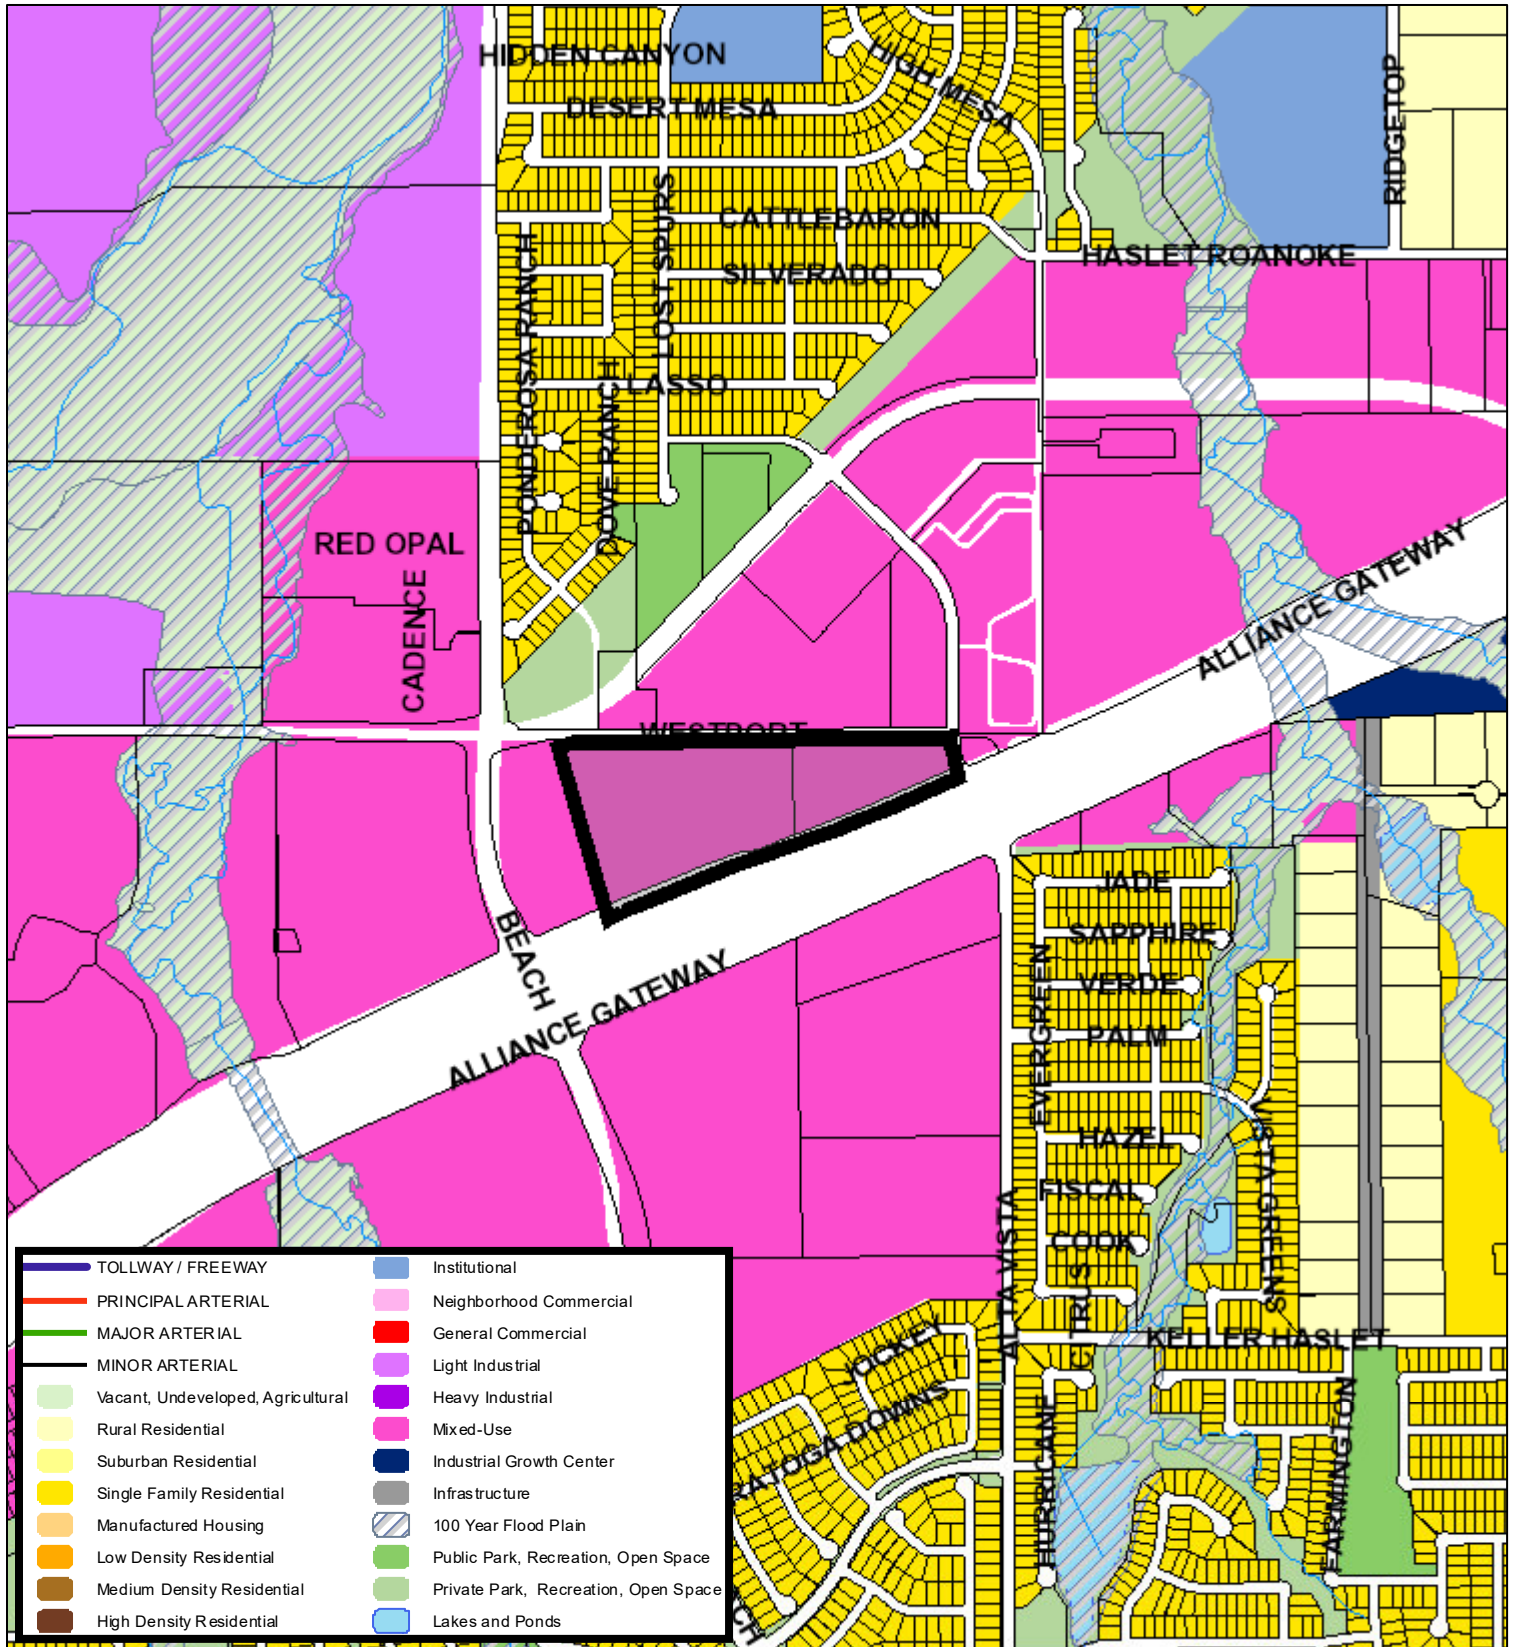 HIDDEN CANYON
HIGH MESA
DESERT MESA
RIDGETOP
LOST SPURS
CATTLEBARON
HASLET ROANOKE
SILVERADO
PONDEROSA RANCH
LASSO
DOVE RANCH
RED OPAL
CADENCE
ALLIANCE GATEWAY
WESTPORT
BEACH
JADE
SAPPHIRE
EVERGREEN
VERDE
ALLIANCE GATEWAY
PALM
HAZEL
VISTA GREENS
FISCAL
ALTA VISTA
COOK
CITRUS
KELLER HASLET
JOCKEY
RATOGA DOWNS
HURRICANE
FARMINGTON
CH
TOLLWAY / FREEWAY
PRINCIPAL ARTERIAL
MAJOR ARTERIAL
MINOR ARTERIAL
Vacant, Undeveloped, Agricultural
Rural Residential
Suburban Residential
Single Family Residential
Manufactured Housing
Low Density Residential
Medium Density Residential
High Density Residential
Institutional
Neighborhood Commercial
General Commercial
Light Industrial
Heavy Industrial
Mixed-Use
Industrial Growth Center
Infrastructure
100 Year Flood Plain
Public Park, Recreation, Open Space
Private Park, Recreation, Open Space
Lakes and Ponds